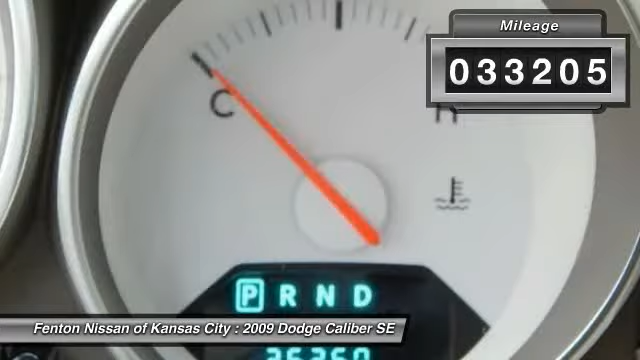 Mileage
033205
C
H
P R N D
Fenton Nissan of Kansas City : 2009 Dodge Caliber SE